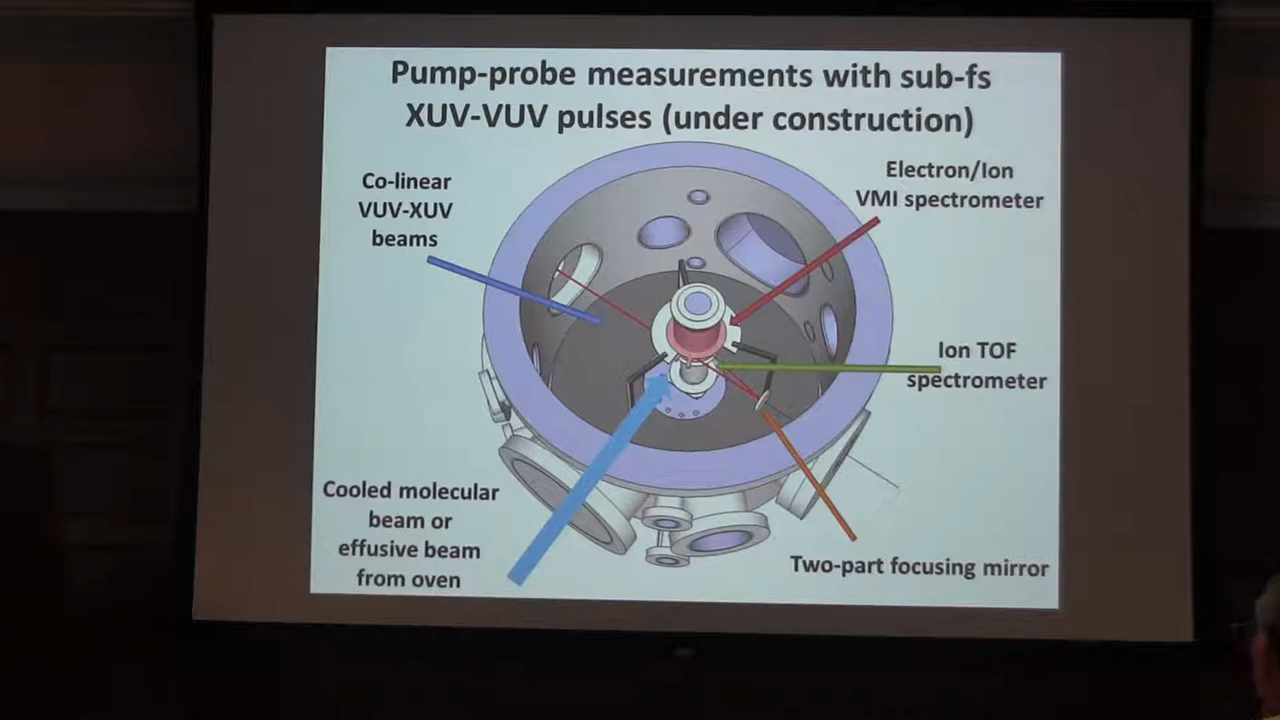 Pump-probe measurements with sub-fs
XUV-VUV pulses (under construction)
Co-linear
VUV-XUV
beams
Electron/Ion
VMI spectrometer
Ion TOF
spectrometer
Cooled molecular
beam or
effusive beam
from oven
Two-part focusing mirror